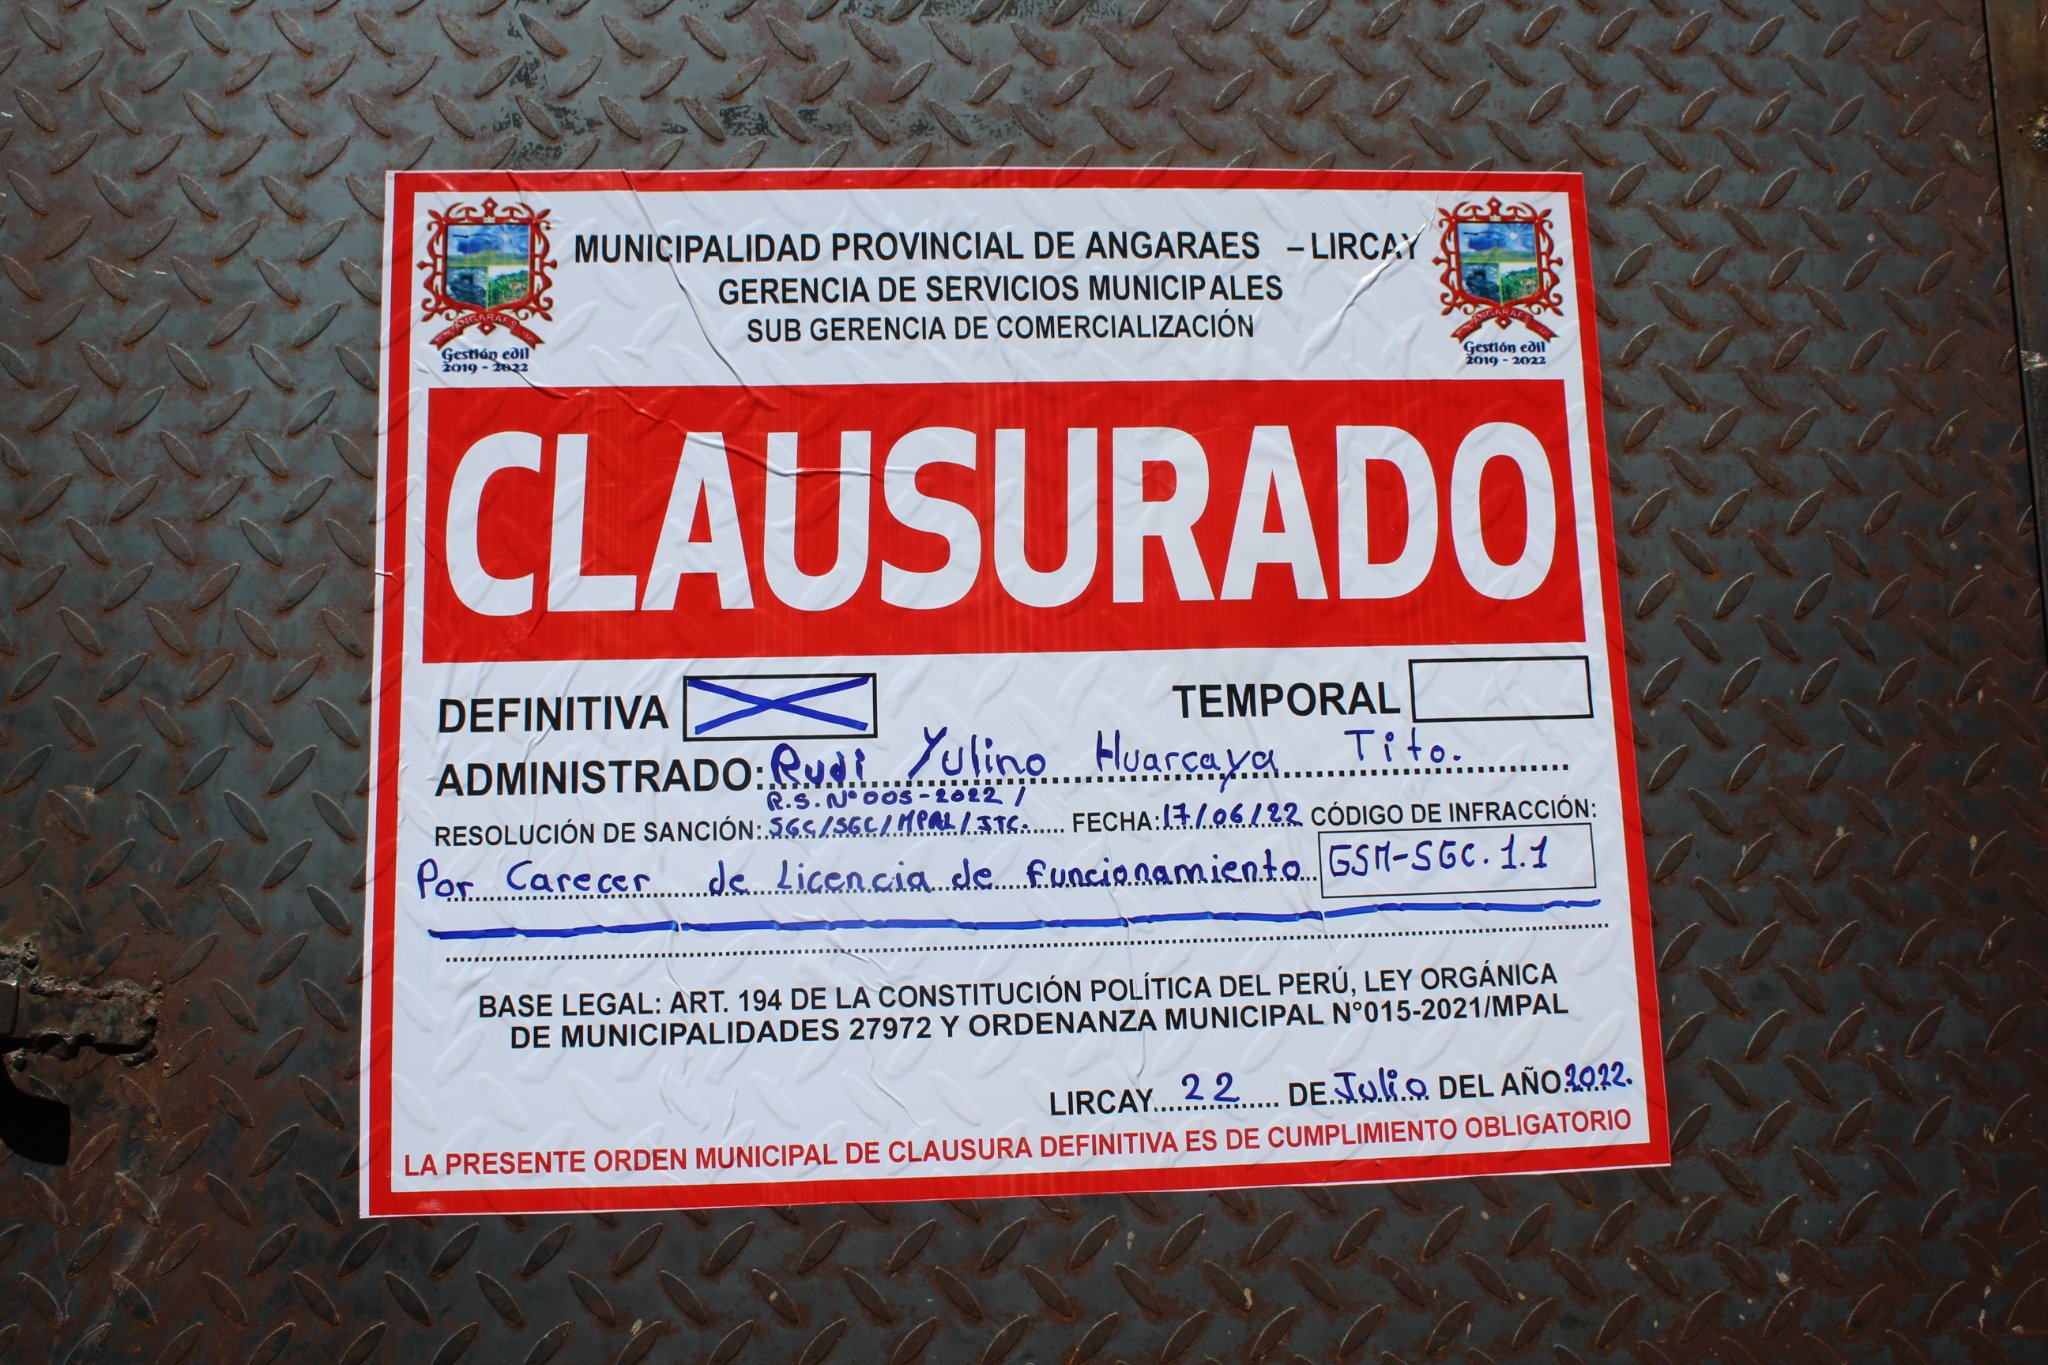 MUNICIPALIDAD PROVINCIAL DE ANGARAES – LIRCAY
GERENCIA DE SERVICIOS MUNICIPALES
SUB GERENCIA DE COMERCIALIZACIÓN
ANGARAES
Gestión edil
2019 - 2022
ANGARAES
Gestión edil
2019 - 2022
CLAUSURADO
DEFINITIVA X TEMPORAL
ADMINISTRADO: Rudi Yulino Huarcaya Tito.
R.S. N° 005-2022 /
RESOLUCIÓN DE SANCIÓN: SGC/SGC/MPAL/JTC. FECHA: 17/06/22 CÓDIGO DE INFRACCIÓN:
Por Carecer de Licencia de funcionamiento GSM-SGC.1.1
BASE LEGAL: ART. 194 DE LA CONSTITUCIÓN POLÍTICA DEL PERÚ, LEY ORGÁNICA
DE MUNICIPALIDADES 27972 Y ORDENANZA MUNICIPAL N°015-2021/MPAL
LIRCAY 22 DE Julio DEL AÑO 2022.
LA PRESENTE ORDEN MUNICIPAL DE CLAUSURA DEFINITIVA ES DE CUMPLIMIENTO OBLIGATORIO